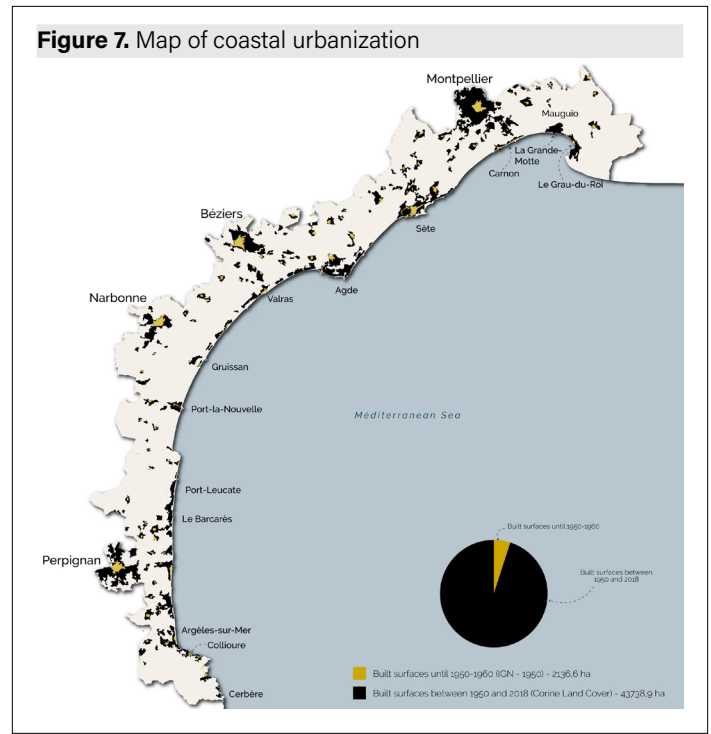 Figure 7. Map of coastal urbanization
Montpellier
Mauguio
La Grande-
Motte
Carnon
Le Grau-du-Roi
Sète
Béziers
Agde
Valras
Narbonne
Gruissan
Port-la-Nouvelle
Méditerranean Sea
Port-Leucate
Le Barcarès
Perpignan
Argèles-sur-Mer
Collioure
Cerbère
Built surfaces until 1950-1960
Built surfaces between
1950 and 2018
Built surfaces until 1950-1960 (IGN - 1950) - 2136,6 ha
Built surfaces between 1950 and 2018 (Corine Land Cover) - 43738,9 ha